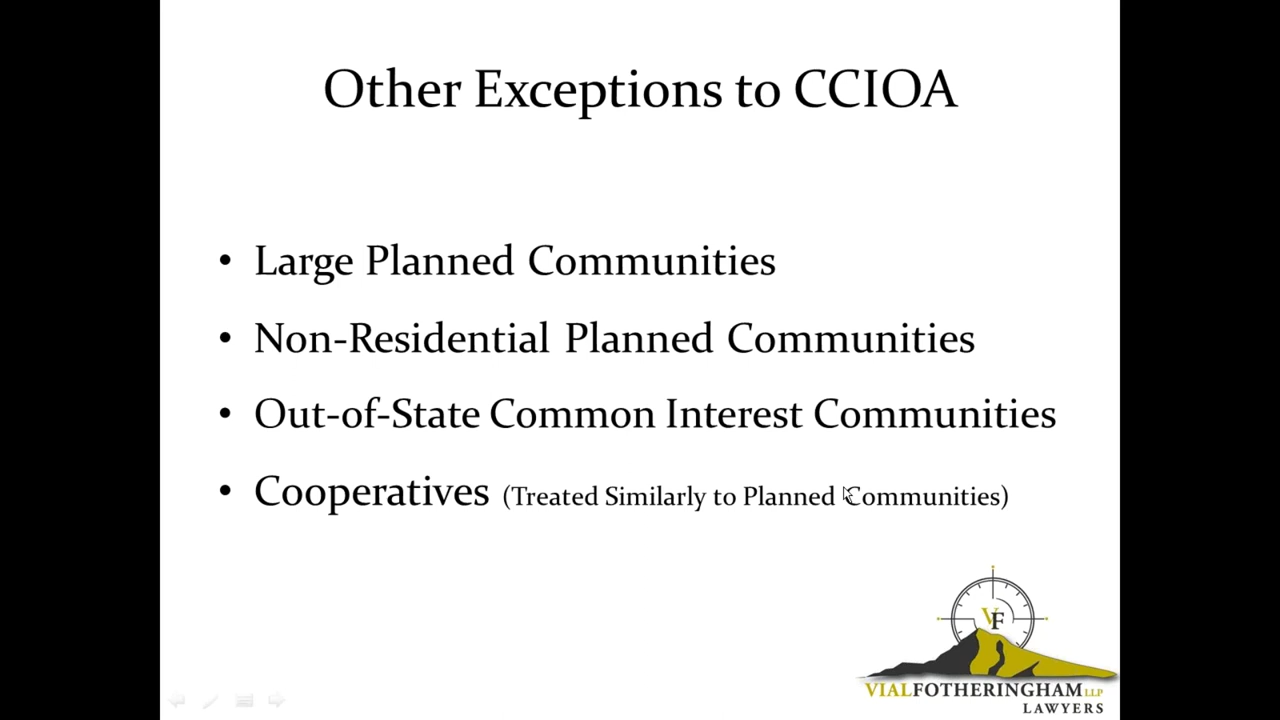 Other Exceptions to CCIOA
• Large Planned Communities
• Non-Residential Planned Communities
• Out-of-State Common Interest Communities
• Cooperatives (Treated Similarly to Planned Communities)
VF
VIALFOTHERINGHAM LLP
LAWYERS